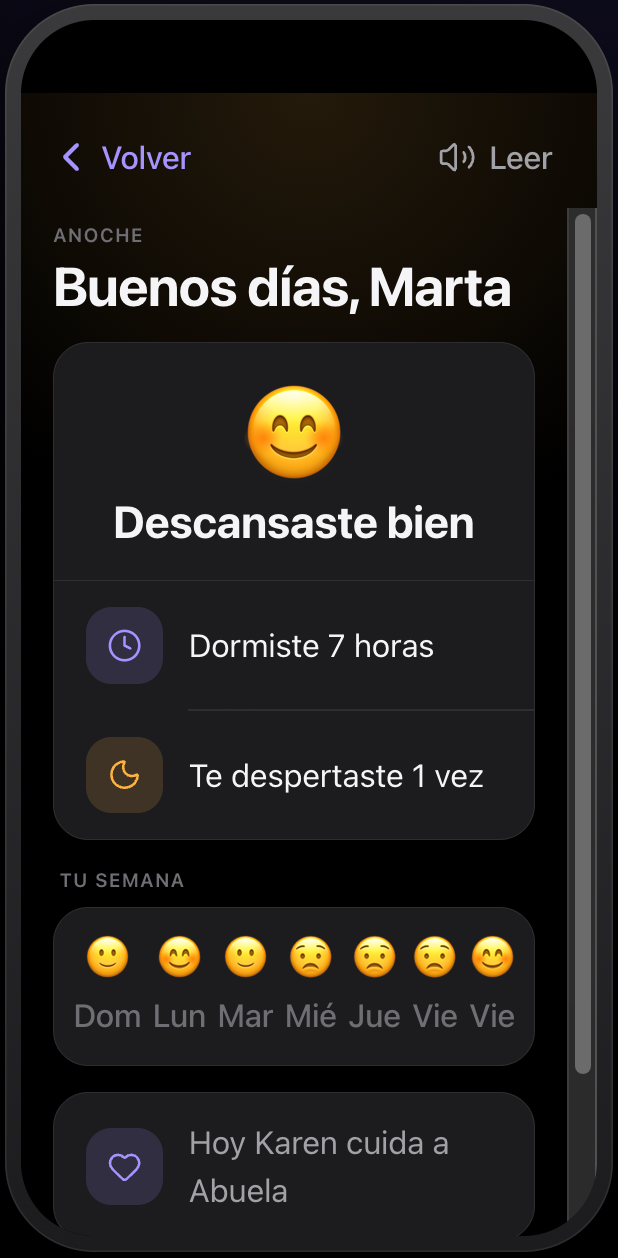 Volver
Leer
ANOCHE
Buenos días, Marta
Descansaste bien
Dormiste 7 horas
Te despertaste 1 vez
TU SEMANA
Dom Lun Mar Mié Jue Vie Vie
Hoy Karen cuida a
Abuela